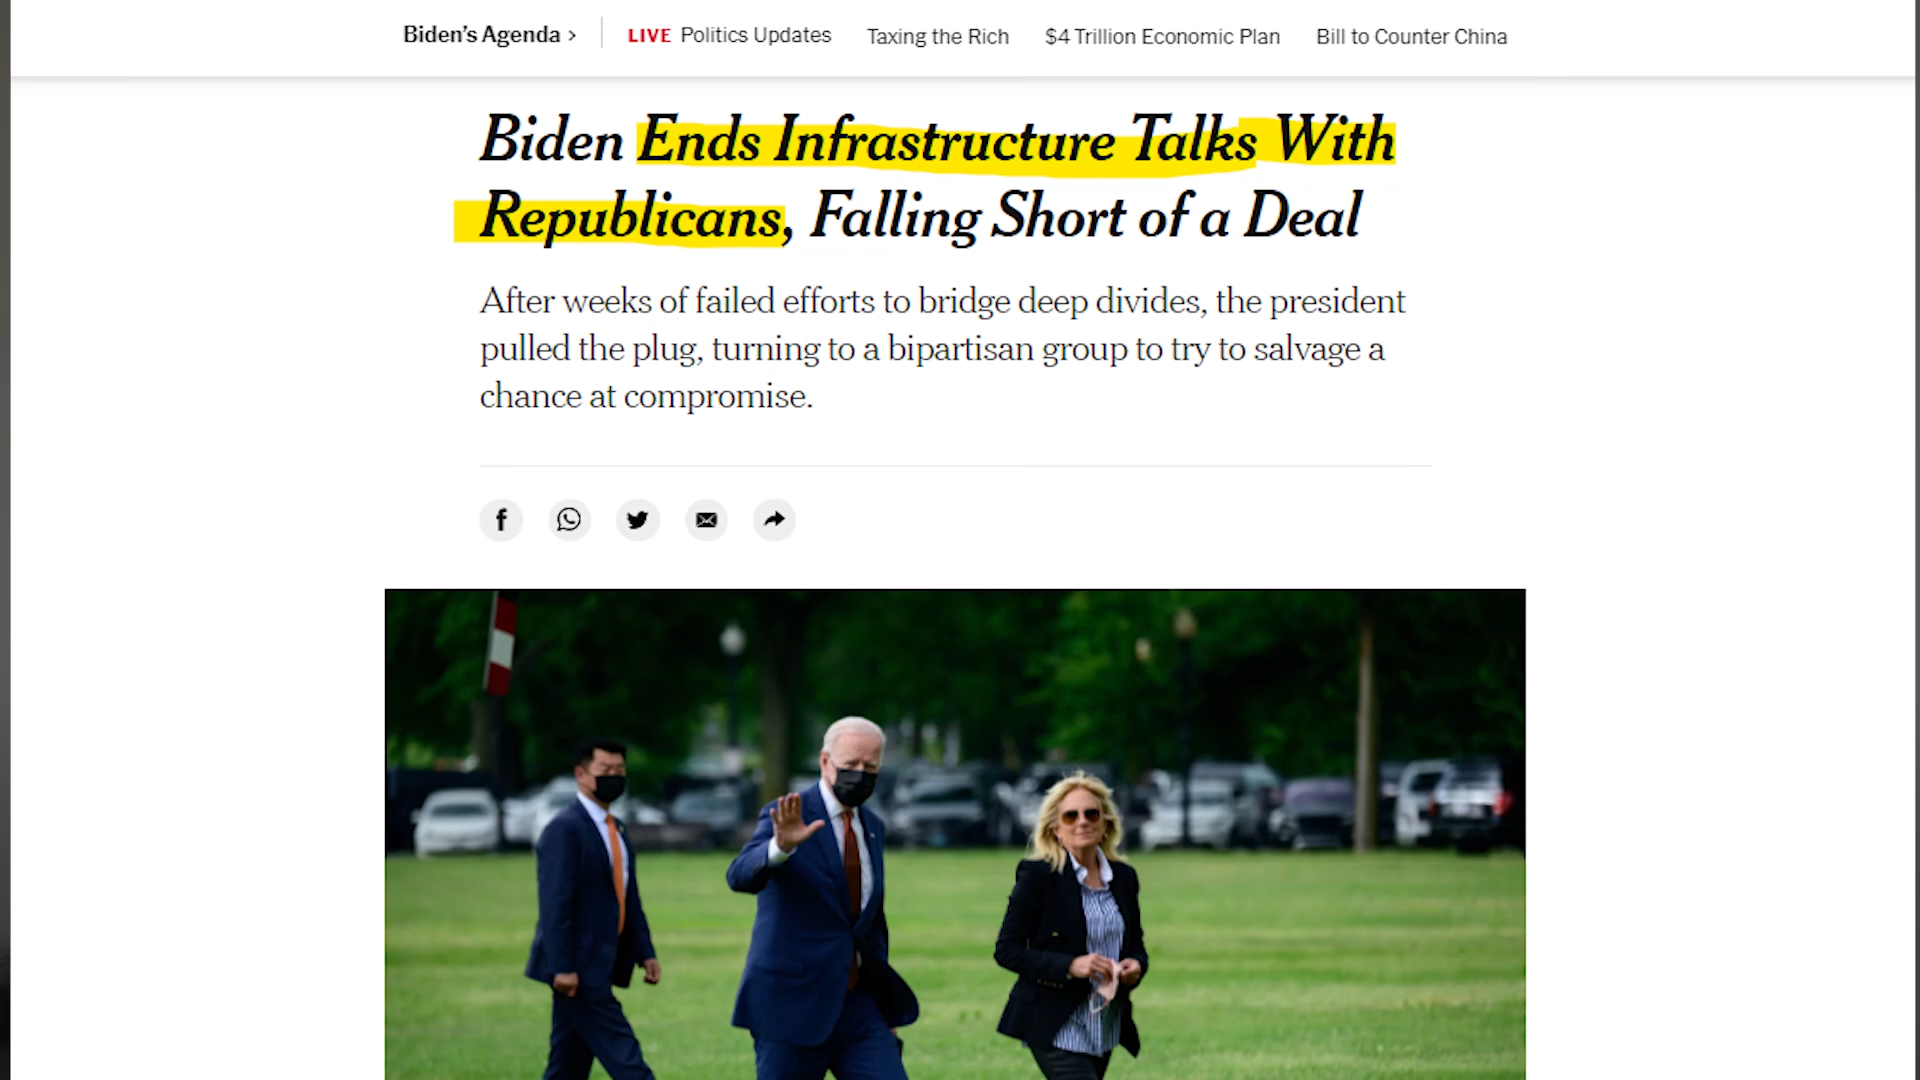 Biden's Agenda >
LIVE Politics Updates
Taxing the Rich
$4 Trillion Economic Plan
Bill to Counter China
Biden Ends Infrastructure Talks With
Republicans, Falling Short of a Deal
After weeks of failed efforts to bridge deep divides, the president
pulled the plug, turning to a bipartisan group to try to salvage a
chance at compromise.